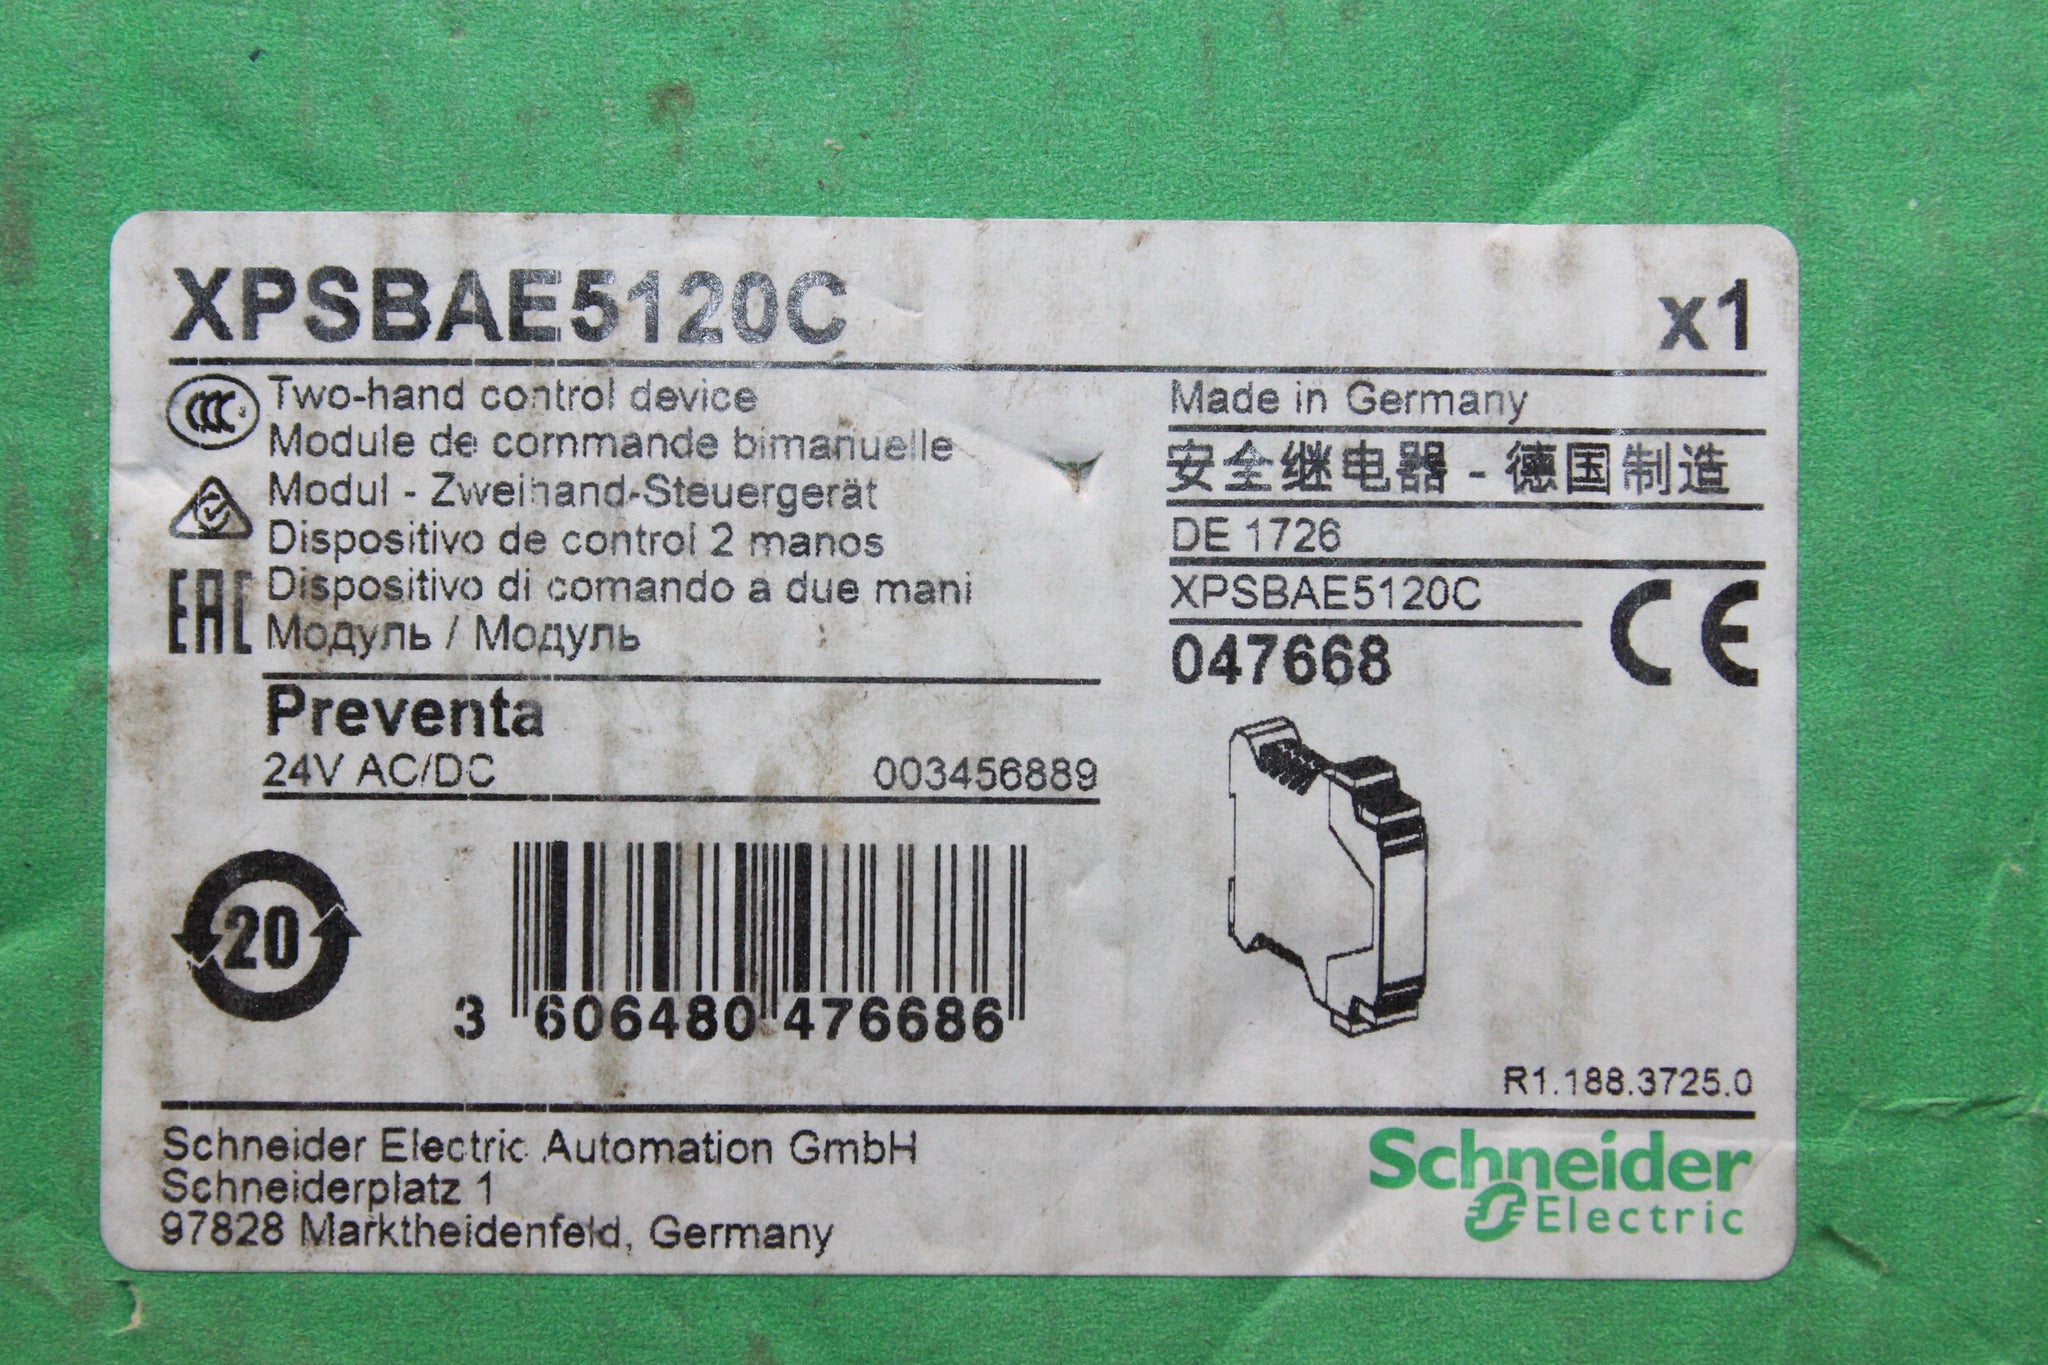 XPSBAE5120C x1
Two-hand control device
Module de commande bimanuelle
Modul - Zweihand-Steuergerät
Dispositivo de control 2 manos
Dispositivo di comando a due mani
Модуль / Модуль
CCC
EAC
Preventa
24V AC/DC 003456889
Made in Germany
安全继电器 - 德国制造
DE 1726
XPSBAE5120C
047668
CE
20
3 606480 476686
R1.188.3725.0
Schneider Electric Automation GmbH
Schneiderplatz 1
97828 Marktheidenfeld, Germany
Schneider
Electric